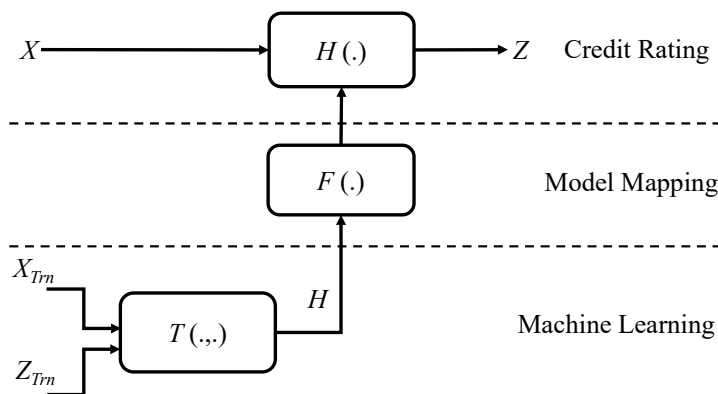 X H (.) Z Credit Rating
F (.) Model Mapping
X_Trn
H
T (.,.) Machine Learning
Z_Trn